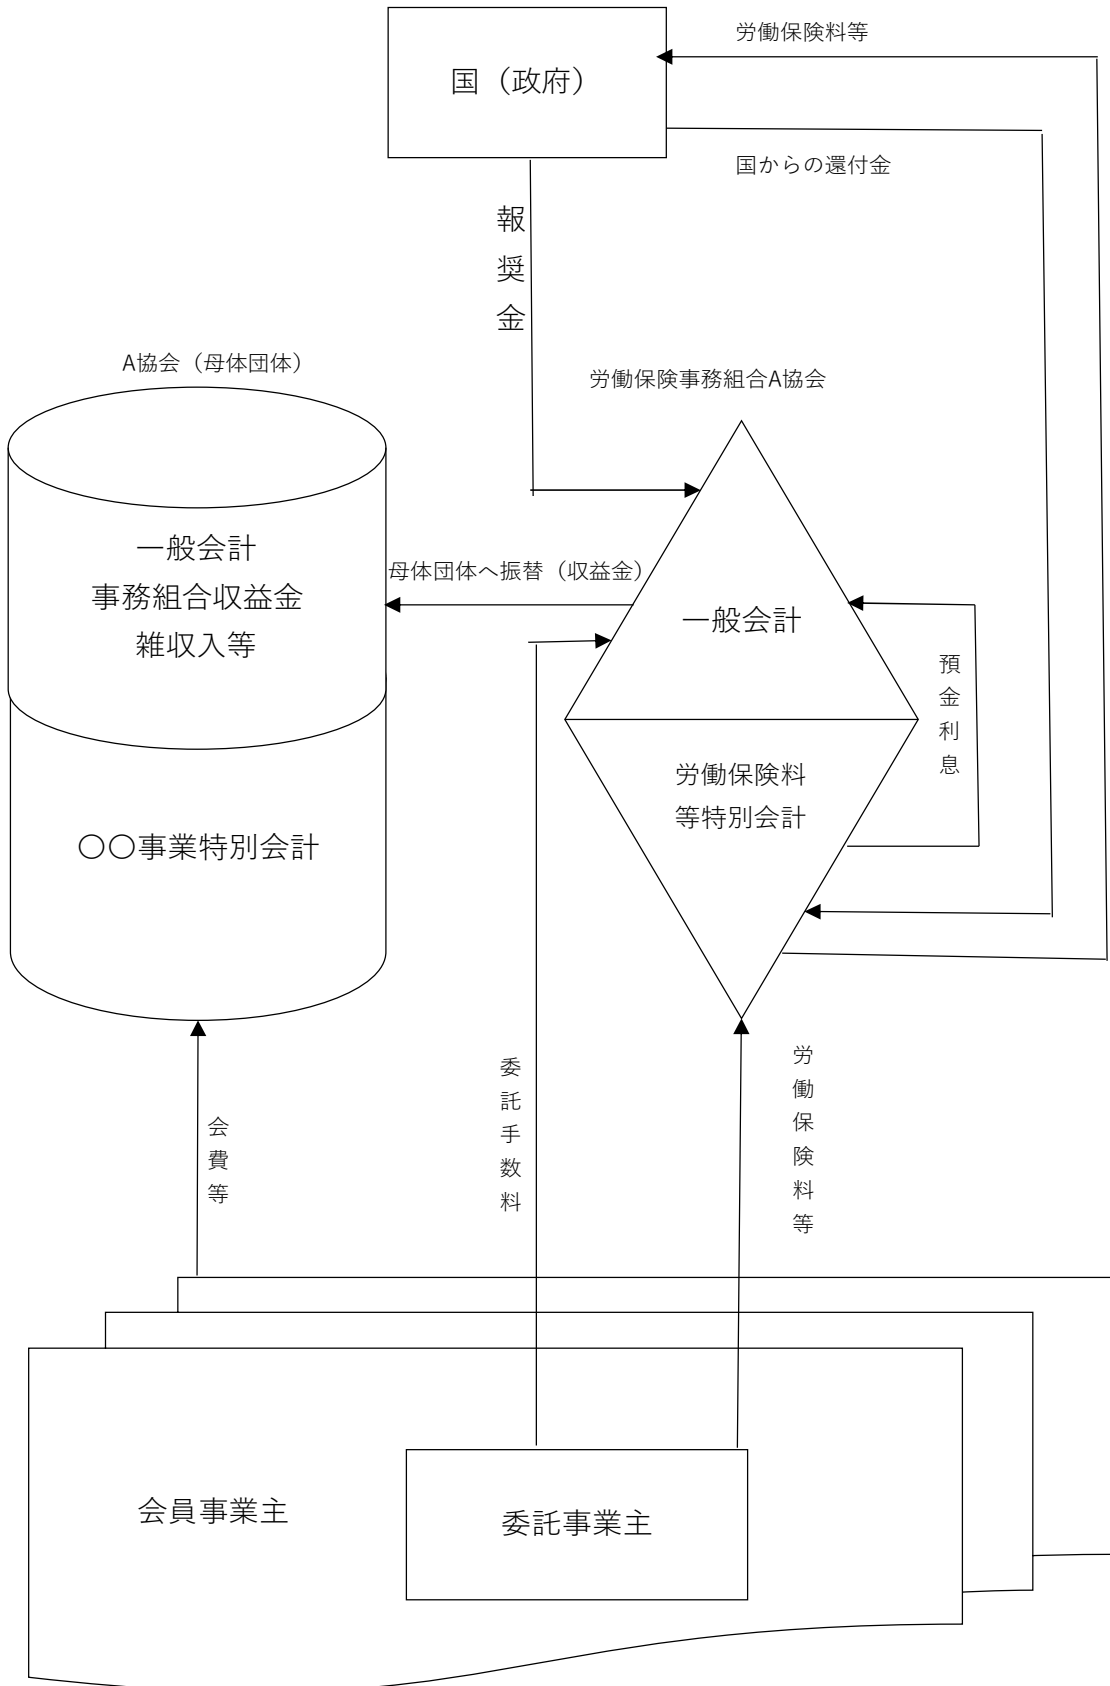 労働保険料等
国（政府）
国からの還付金
報奨金
A協会（母体団体）
労働保険事務組合A協会
一般会計
事務組合収益金
雑収入等
母体団体へ振替（収益金）
一般会計
預金利息
労働保険料
等特別会計
〇〇事業特別会計
会費等
委託手数料
労働保険料等
会員事業主
委託事業主